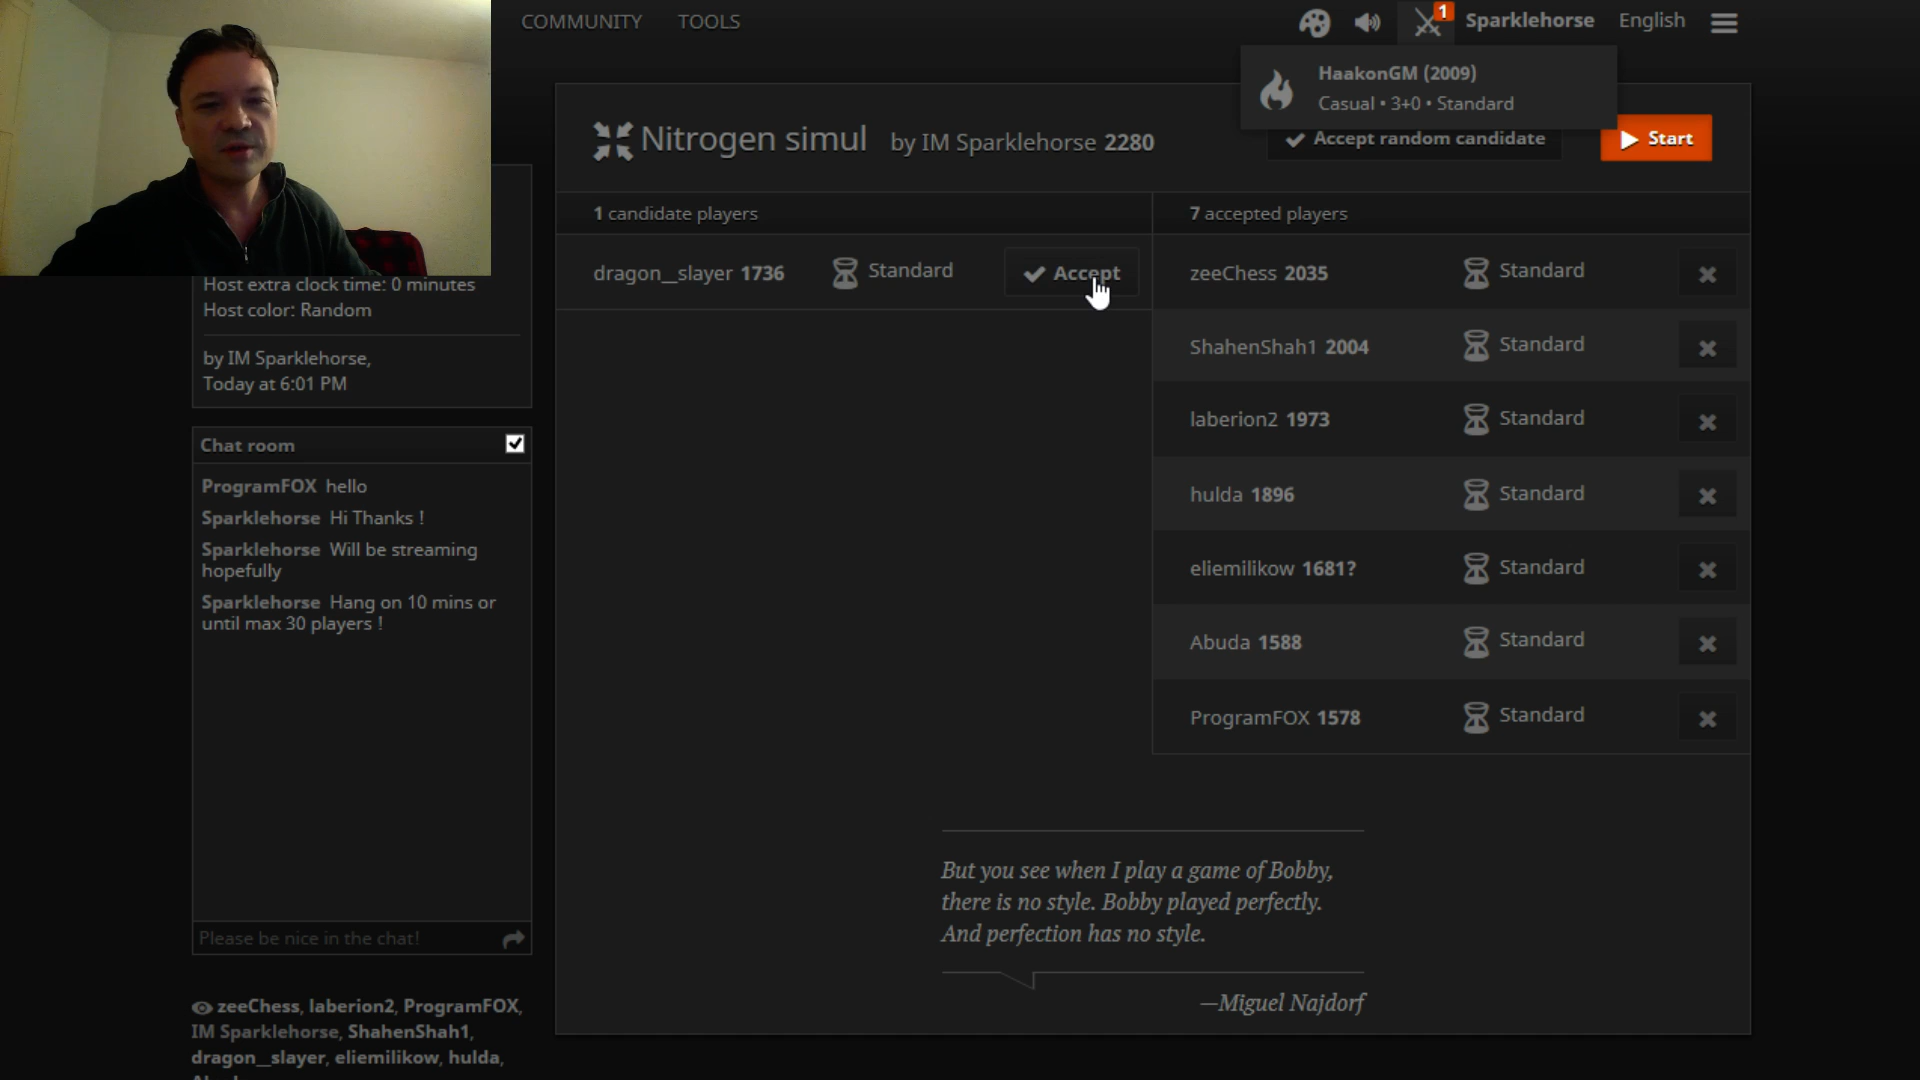 COMMUNITY TOOLS
1 Sparklehorse English
HaakonGM (2009)
Casual • 3+0 • Standard
Nitrogen simul by IM Sparklehorse 2280
Accept random candidate
Start
1 candidate players
dragon__slayer 1736 Standard Accept
7 accepted players
zeeChess 2035 Standard
ShahenShah1 2004 Standard
laberion2 1973 Standard
hulda 1896 Standard
eliemilikow 1681? Standard
Abuda 1588 Standard
ProgramFOX 1578 Standard
Host extra clock time: 0 minutes
Host color: Random
by IM Sparklehorse,
Today at 6:01 PM
Chat room
ProgramFOX hello
Sparklehorse Hi Thanks !
Sparklehorse Will be streaming
hopefully
Sparklehorse Hang on 10 mins or
until max 30 players !
Please be nice in the chat!
zeeChess, laberion2, ProgramFOX,
IM Sparklehorse, ShahenShah1,
dragon__slayer, eliemilikow, hulda,
But you see when I play a game of Bobby,
there is no style. Bobby played perfectly.
And perfection has no style.
—Miguel Najdorf